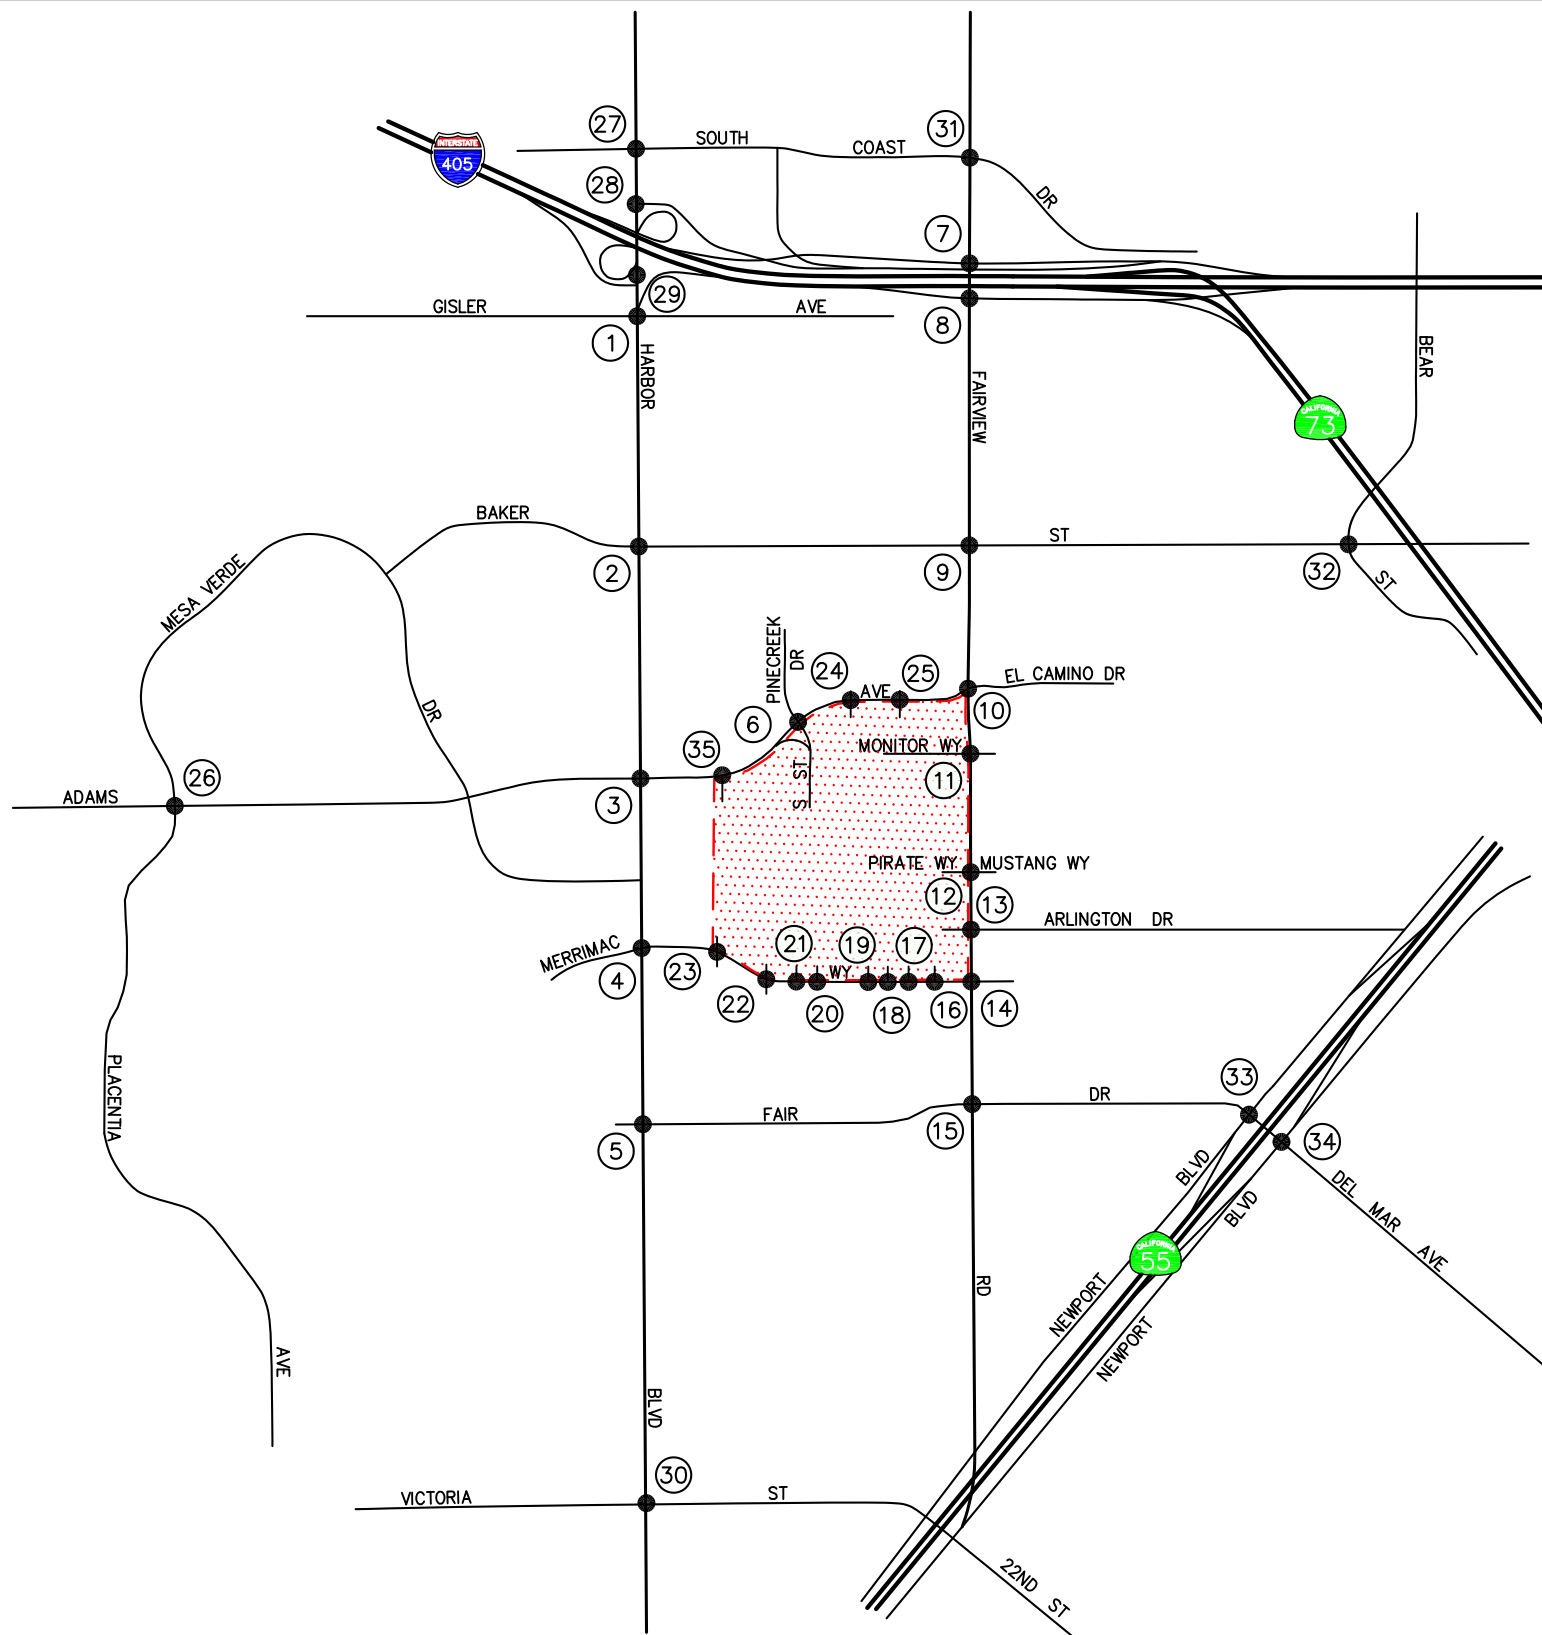 27
31
SOUTH
COAST
INTERSTATE
405
28
DR
7
29
GISLER
AVE
1
8
HARBOR
BEAR
FAIRVIEW
CALIFORNIA
73
BAKER
ST
2
9
32
MESA VERDE
ST
PINECREEK
DR
24
25
EL CAMINO DR
AVE
DR
6
10
35
MONITOR WY
26
11
S ST
ADAMS
3
PIRATE WY
MUSTANG WY
12
13
ARLINGTON DR
21
19
17
MERRIMAC
4
23
WY
22
20
18
16
14
PLACENTIA
33
DR
FAIR
15
5
34
BLVD
DEL MAR AVE
BLVD
CALIFORNIA
55
RD
NEWPORT
NEWPORT
AVE
BLVD
30
VICTORIA
ST
22ND ST